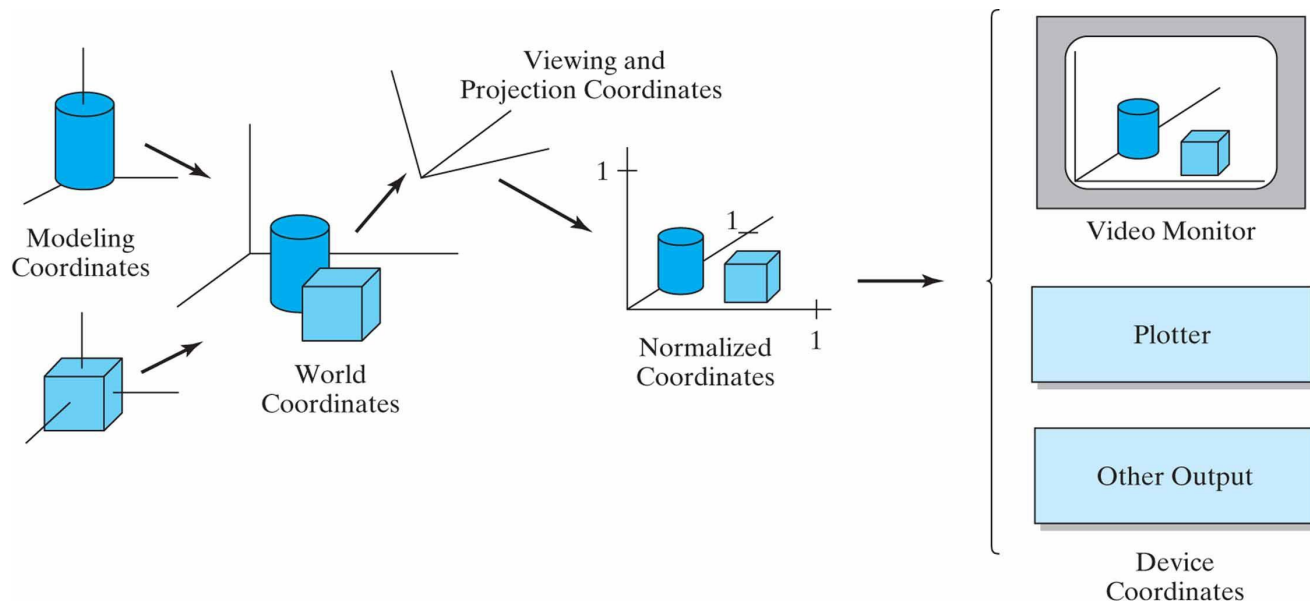 Modeling
Coordinates
World
Coordinates
Viewing and
Projection Coordinates
1
1
1
Normalized
Coordinates
Video Monitor
Plotter
Other Output
Device
Coordinates